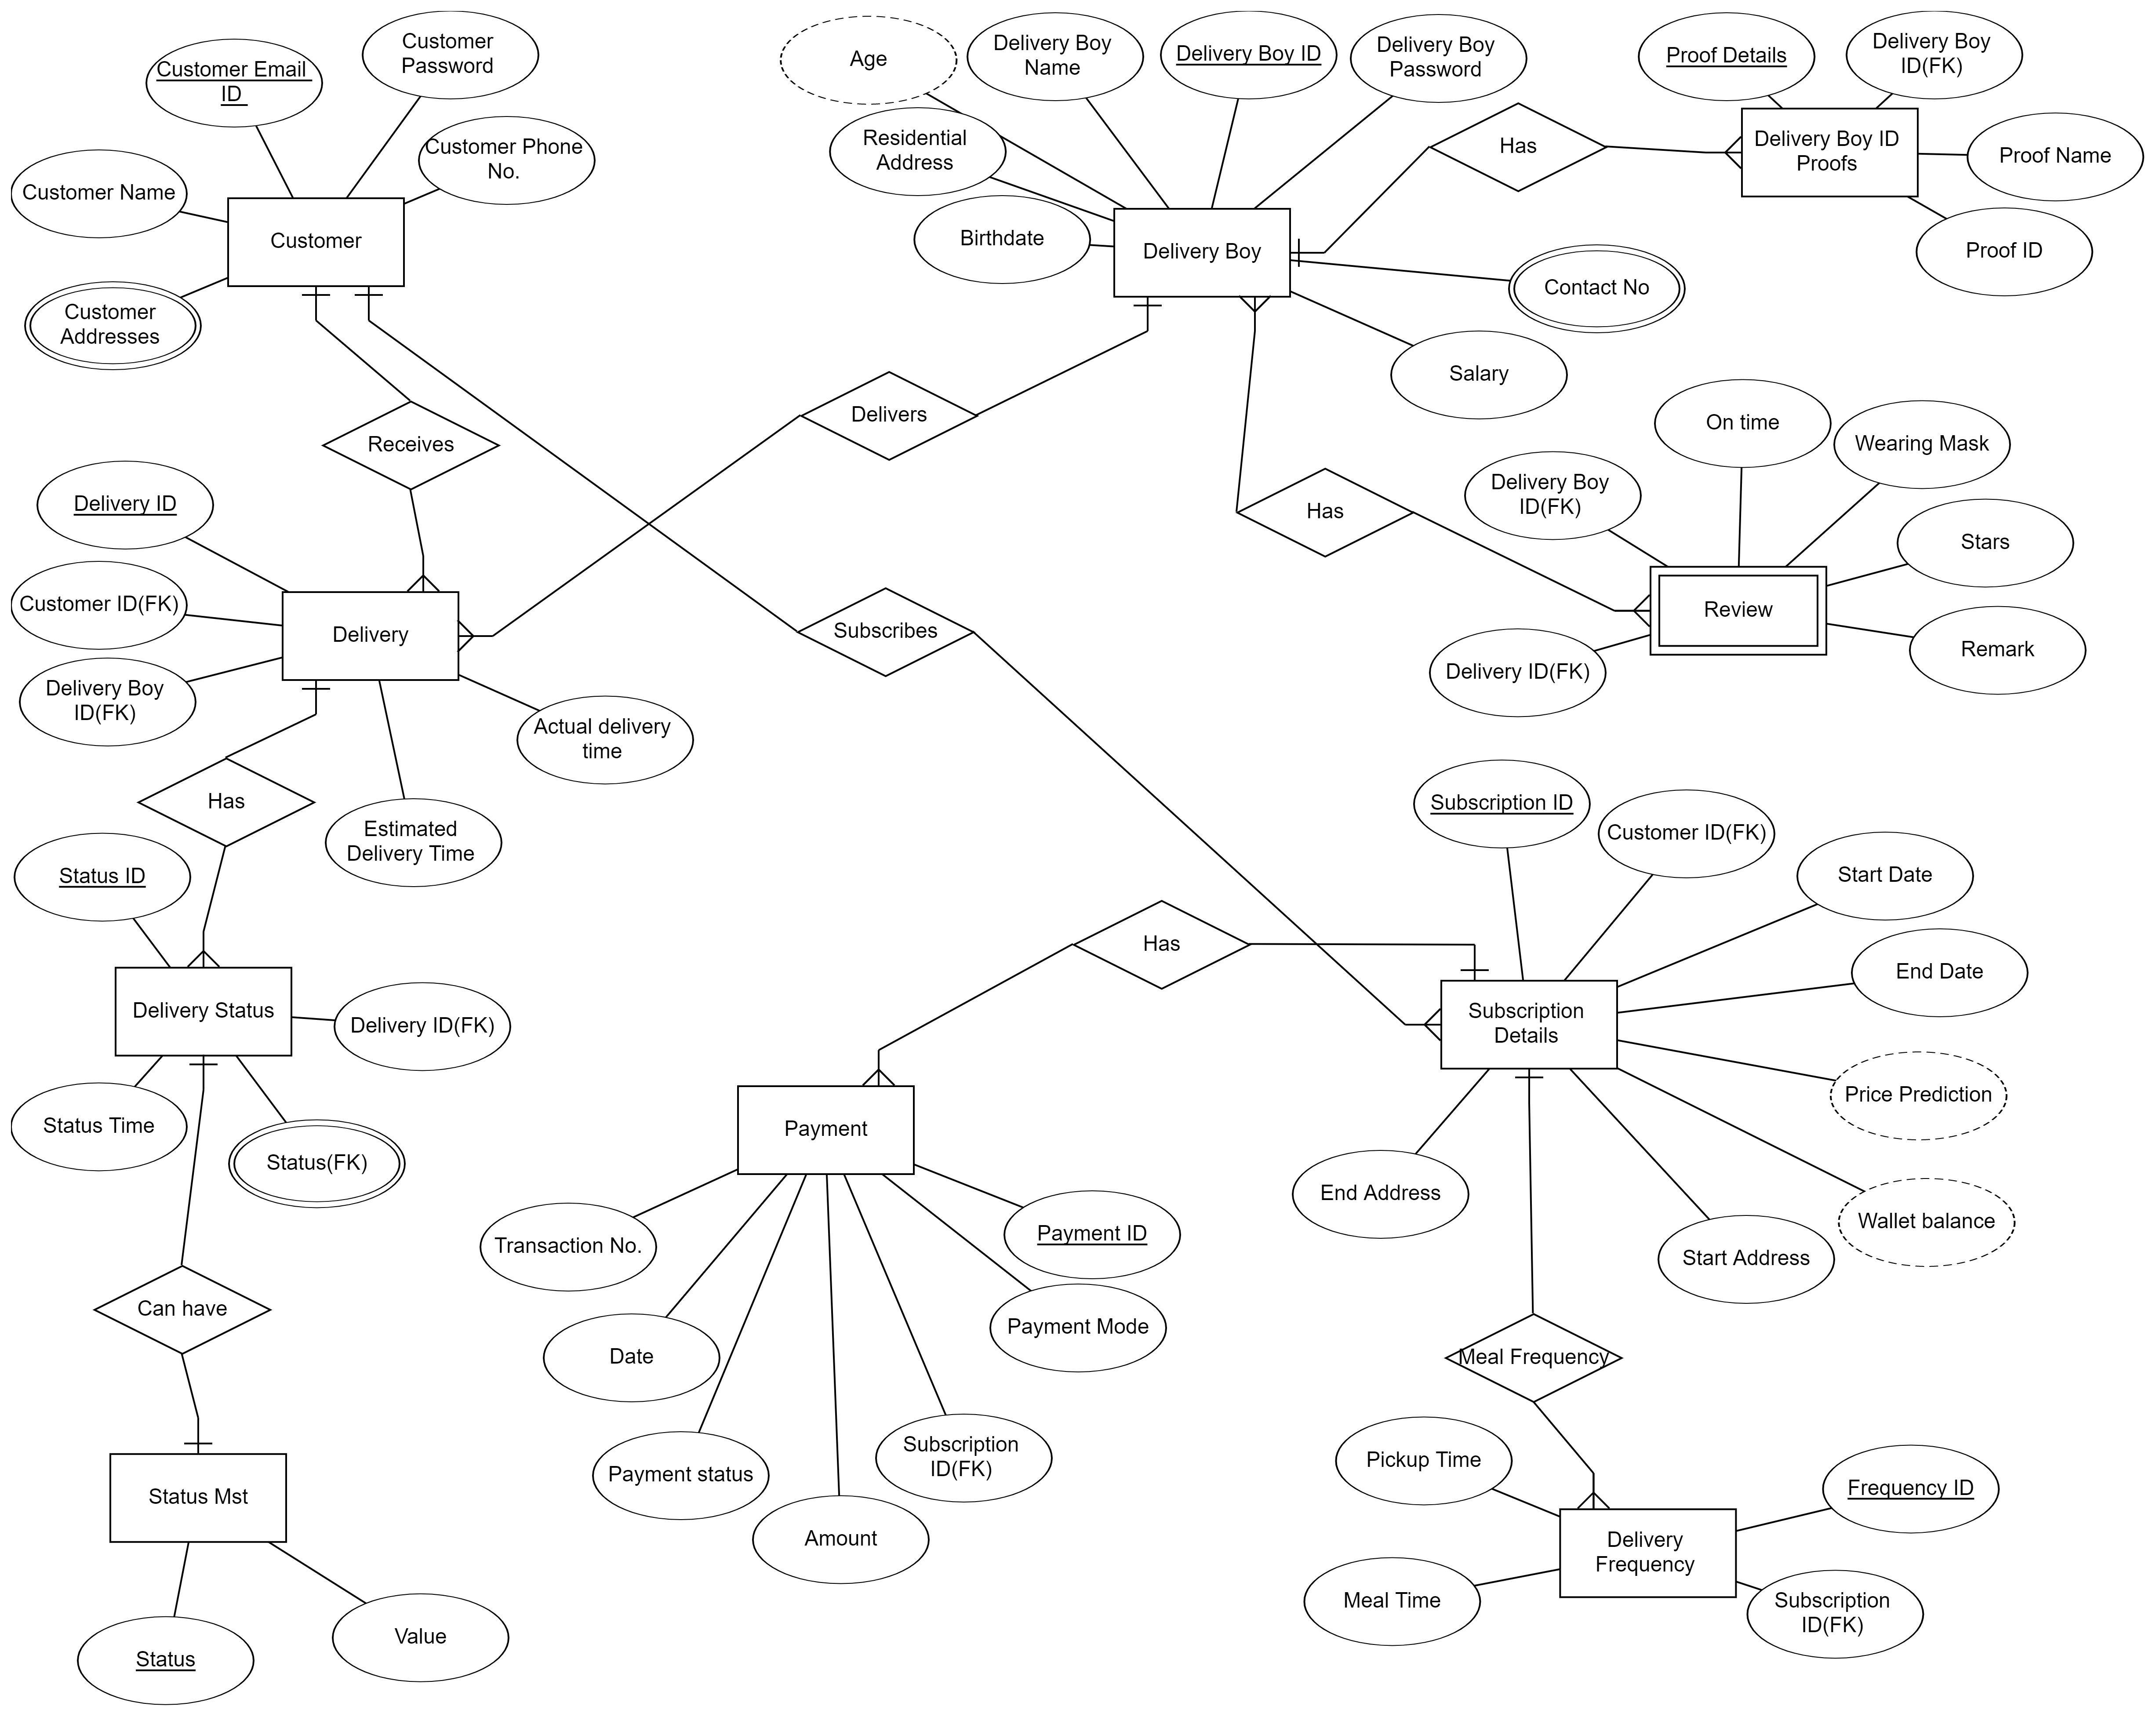 Customer Email
ID
Customer
Password
Customer Phone
No.
Customer Name
Customer
Customer
Addresses
Age
Delivery Boy
Name
Delivery Boy ID
Delivery Boy
Password
Residential
Address
Birthdate
Delivery Boy
Has
Proof Details
Delivery Boy
ID(FK)
Delivery Boy ID
Proofs
Proof Name
Proof ID
Contact No
Salary
Receives
Delivers
Has
On time
Wearing Mask
Delivery Boy
ID(FK)
Stars
Review
Remark
Delivery ID(FK)
Delivery ID
Customer ID(FK)
Delivery
Delivery Boy
ID(FK)
Actual delivery
time
Estimated
Delivery Time
Subscribes
Has
Status ID
Delivery Status
Delivery ID(FK)
Status Time
Status(FK)
Can have
Status Mst
Status
Value
Has
Subscription ID
Customer ID(FK)
Start Date
End Date
Subscription
Details
Price Prediction
Wallet balance
Start Address
End Address
Payment
Transaction No.
Payment ID
Payment Mode
Date
Payment status
Subscription
ID(FK)
Amount
Meal Frequency
Pickup Time
Frequency ID
Delivery
Frequency
Meal Time
Subscription
ID(FK)